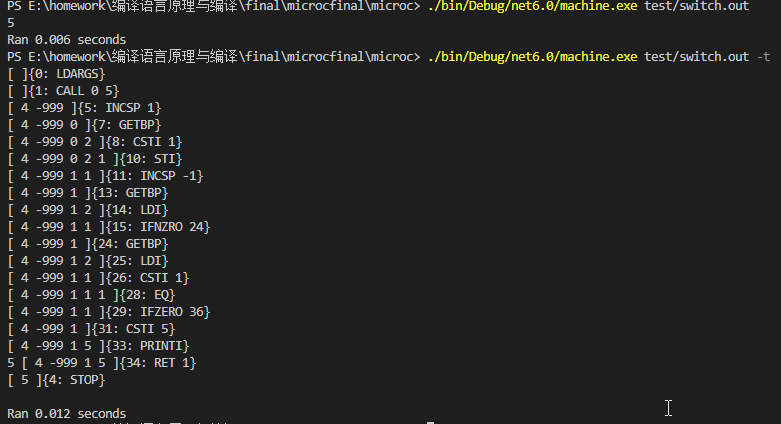 PS E:\homework\编译语言原理与编译\final\microcfinal\microc> ./bin/Debug/net6.0/machine.exe test/switch.out
5
Ran 0.006 seconds
PS E:\homework\编译语言原理与编译\final\microcfinal\microc> ./bin/Debug/net6.0/machine.exe test/switch.out -t
[ ]{0: LDARGS}
[ ]{1: CALL 0 5}
[ 4 -999 ]{5: INCSP 1}
[ 4 -999 0 ]{7: GETBP}
[ 4 -999 0 2 ]{8: CSTI 1}
[ 4 -999 0 2 1 ]{10: STI}
[ 4 -999 1 1 ]{11: INCSP -1}
[ 4 -999 1 ]{13: GETBP}
[ 4 -999 1 2 ]{14: LDI}
[ 4 -999 1 1 ]{15: IFNZRO 24}
[ 4 -999 1 ]{24: GETBP}
[ 4 -999 1 2 ]{25: LDI}
[ 4 -999 1 1 ]{26: CSTI 1}
[ 4 -999 1 1 1 ]{28: EQ}
[ 4 -999 1 1 ]{29: IFZERO 36}
[ 4 -999 1 ]{31: CSTI 5}
[ 4 -999 1 5 ]{33: PRINTI}
5 [ 4 -999 1 5 ]{34: RET 1}
[ 5 ]{4: STOP}
Ran 0.012 seconds